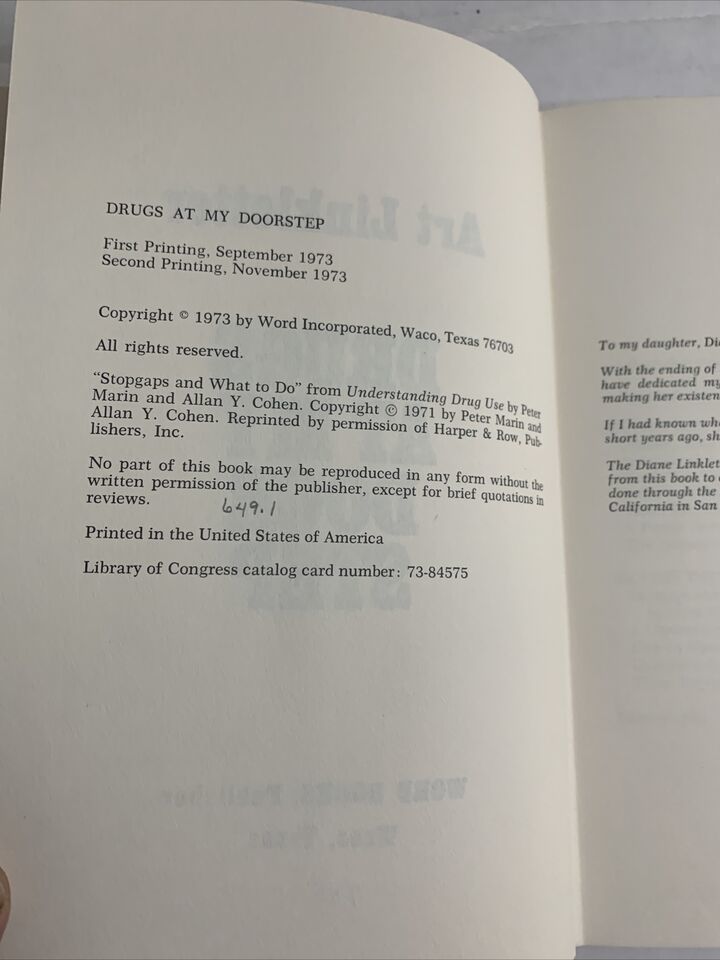 DRUGS AT MY DOORSTEP
First Printing, September 1973
Second Printing, November 1973
Copyright © 1973 by Word Incorporated, Waco, Texas 76703
All rights reserved.
“Stopgaps and What to Do” from Understanding Drug Use by Peter
Marin and Allan Y. Cohen. Copyright © 1971 by Peter Marin and
Allan Y. Cohen. Reprinted by permission of Harper & Row, Pub-
lishers, Inc.
No part of this book may be reproduced in any form without the
written permission of the publisher, except for brief quotations in
reviews.
649.1
Printed in the United States of America
Library of Congress catalog card number: 73-84575
To my daughter, Di
With the ending of
have dedicated my
making her existen
If I had known wh
short years ago, sh
The Diane Linklet
from this book to
done through the
California in San